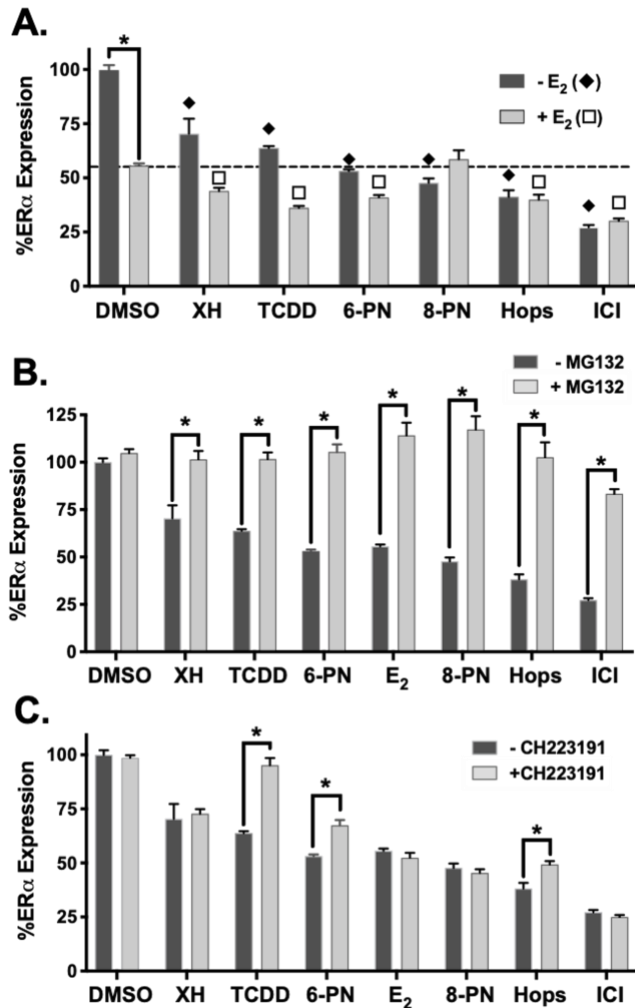 A.
*
- E₂ (◆)
+ E₂ (□)
%ERα Expression
100
75
50
25
0
DMSO XH TCDD 6-PN 8-PN Hops ICI
B.
- MG132
+ MG132
* * * * * * *
%ERα Expression
125
100
75
50
25
0
DMSO XH TCDD 6-PN E₂ 8-PN Hops ICI
C.
- CH223191
+CH223191
* * *
%ERα Expression
100
75
50
25
0
DMSO XH TCDD 6-PN E₂ 8-PN Hops ICI